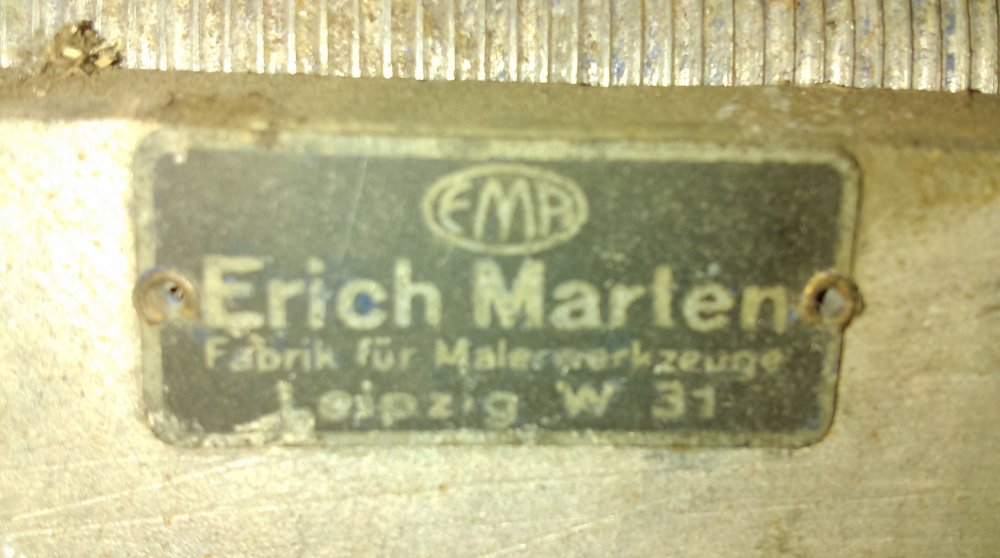 EMA
Erich Marten
Fabrik für Malerwerkzeuge
Leipzig W 31